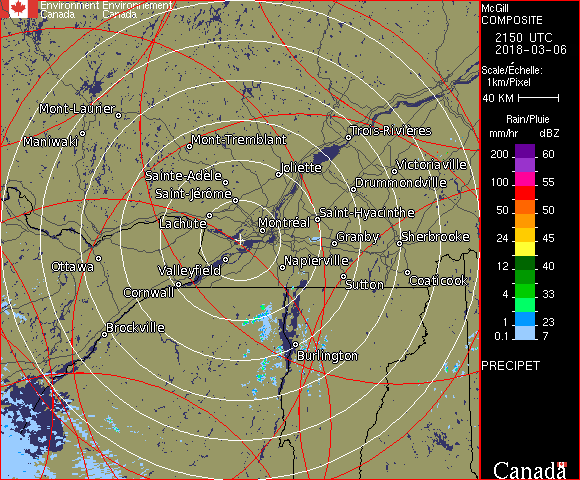 Environment Environnement
Canada Canada
McGill
COMPOSITE
2150 UTC
2018-03-06
Scale/Échelle:
1km/Pixel
40 KM
Rain/Pluie
mm/hr dBZ
200 60
100 55
50 50
24 45
12 40
4 33
1 23
0.1 7
PRECIPET
Canada
Mont-Laurier
Maniwaki
Mont-Tremblant
Trois-Rivières
Joliette
Victoriaville
Sainte-Adèle
Drummondville
Saint-Jérôme
Lachute
Saint-Hyacinthe
Montréal
Granby
Sherbrooke
Ottawa
Valleyfield
Napierville
Cornwall
Sutton
Coaticook
Brockville
Burlington